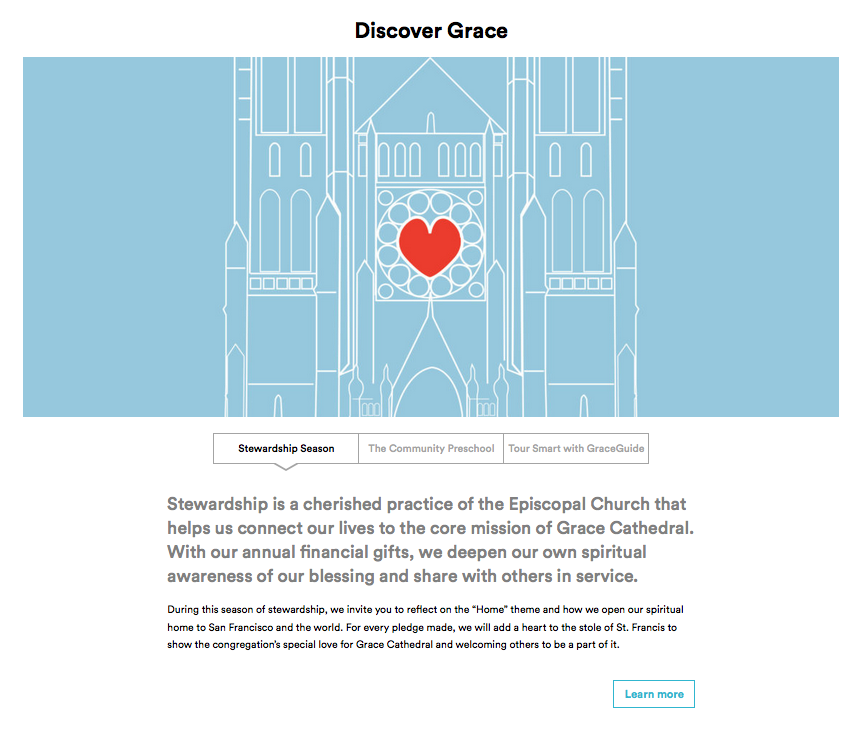 Discover Grace
Stewardship Season
The Community Preschool
Tour Smart with GraceGuide
Stewardship is a cherished practice of the Episcopal Church that
helps us connect our lives to the core mission of Grace Cathedral.
With our annual financial gifts, we deepen our own spiritual
awareness of our blessing and share with others in service.
During this season of stewardship, we invite you to reflect on the “Home” theme and how we open our spiritual
home to San Francisco and the world. For every pledge made, we will add a heart to the stole of St. Francis to
show the congregation’s special love for Grace Cathedral and welcoming others to be a part of it.
Learn more